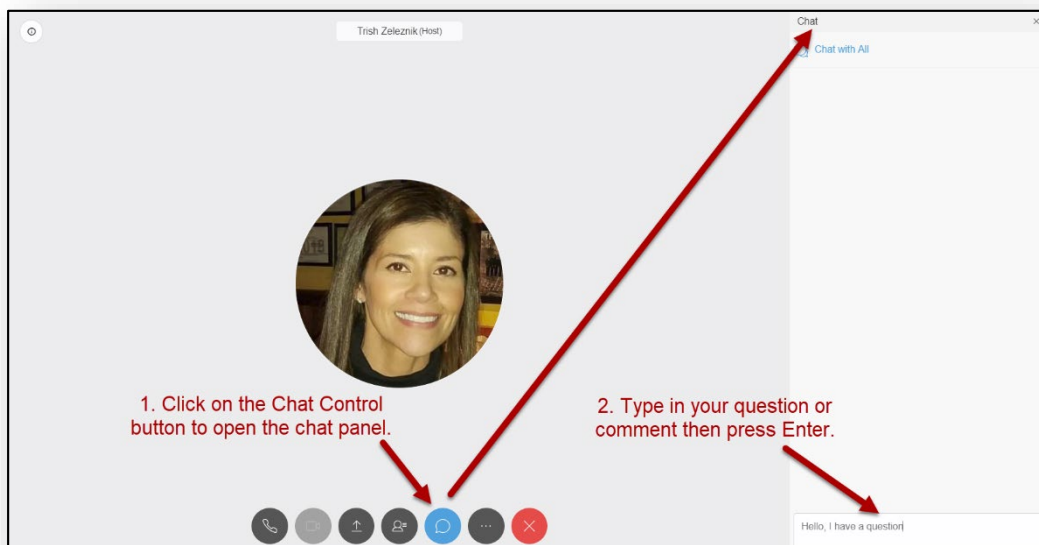 Trish Zeleznik (Host)
Chat
Chat with All
1. Click on the Chat Control
button to open the chat panel.
2. Type in your question or
comment then press Enter.
Hello, I have a question